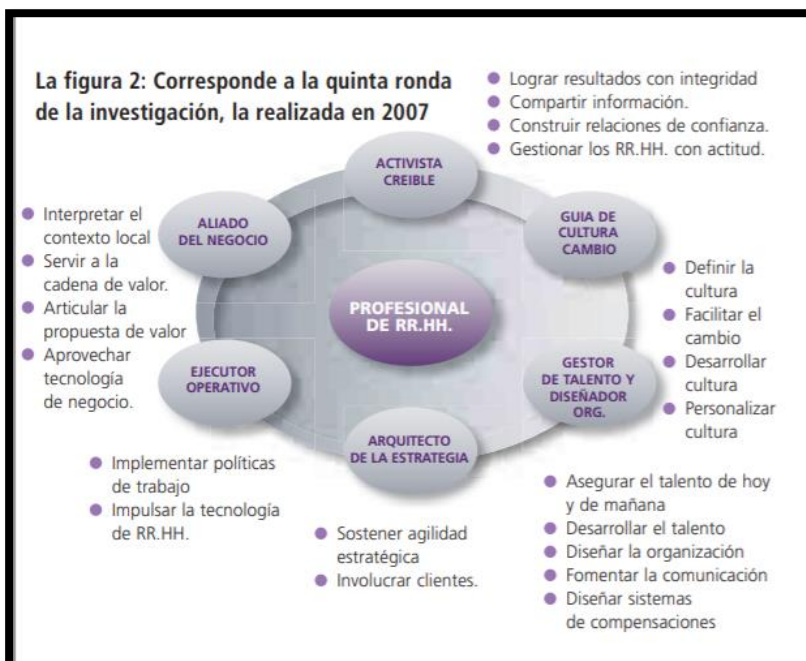 La figura 2: Corresponde a la quinta ronda
de la investigación, la realizada en 2007
● Lograr resultados con integridad
● Compartir información.
● Construir relaciones de confianza.
● Gestionar los RR.HH. con actitud.
ACTIVISTA
CREIBLE
ALIADO
DEL NEGOCIO
● Interpretar el
contexto local
● Servir a la
cadena de valor.
● Articular la
propuesta de valor
● Aprovechar
tecnología
de negocio.
GUIA DE
CULTURA
CAMBIO
● Definir la
cultura
● Facilitar el
cambio
● Desarrollar
cultura
● Personalizar
cultura
PROFESIONAL
DE RR.HH.
EJECUTOR
OPERATIVO
● Implementar políticas
de trabajo
● Impulsar la tecnología
de RR.HH.
ARQUITECTO
DE LA ESTRATEGIA
● Sostener agilidad
estratégica
● Involucrar clientes.
GESTOR
DE TALENTO Y
DISEÑADOR
ORG.
● Asegurar el talento de hoy
y de mañana
● Desarrollar el talento
● Diseñar la organización
● Fomentar la comunicación
● Diseñar sistemas
de compensaciones